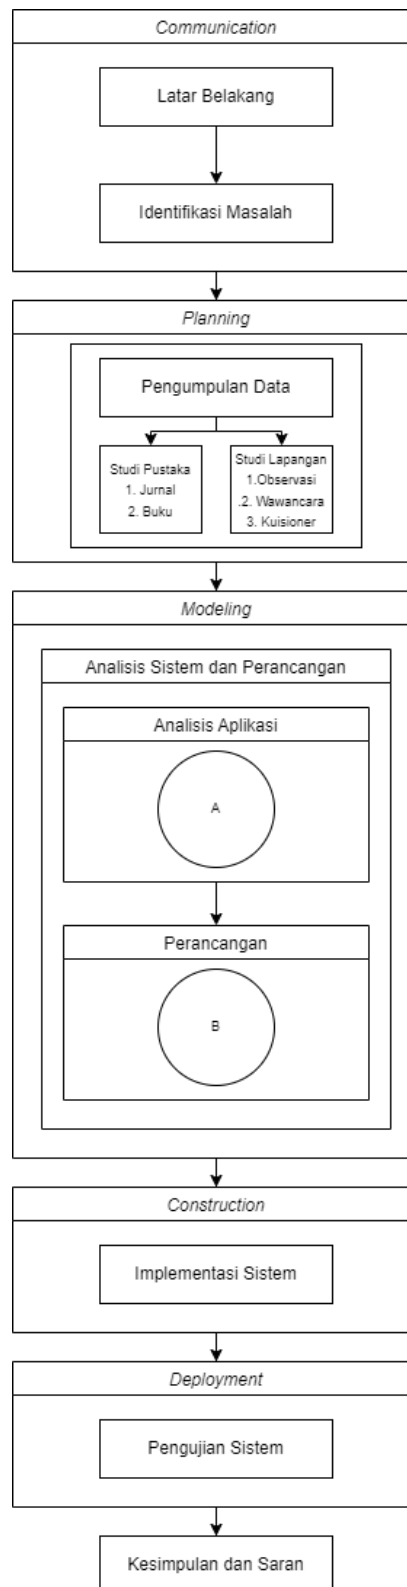 Communication
Latar Belakang
Identifikasi Masalah
Planning
Pengumpulan Data
Studi Pustaka
1. Jurnal
2. Buku
Studi Lapangan
1.Observasi
.2. Wawancara
3. Kuisioner
Modeling
Analisis Sistem dan Perancangan
Analisis Aplikasi
A
Perancangan
B
Construction
Implementasi Sistem
Deployment
Pengujian Sistem
Kesimpulan dan Saran